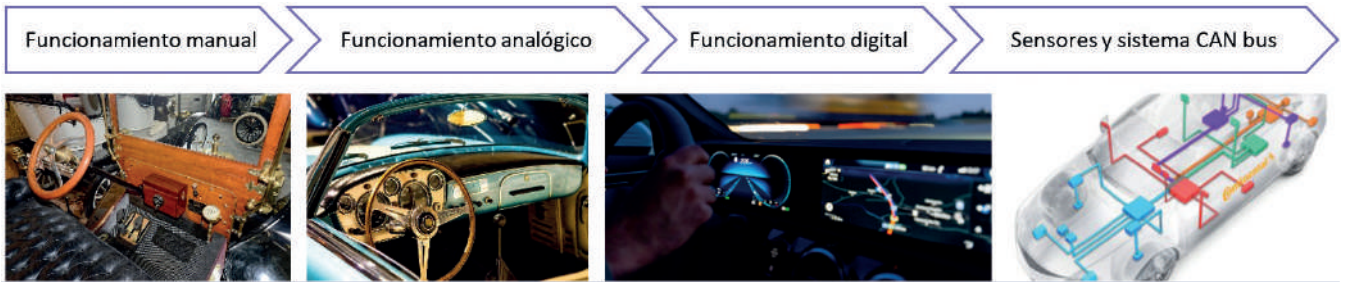 Funcionamiento manual
Funcionamiento analógico
Funcionamiento digital
Sensores y sistema CAN bus